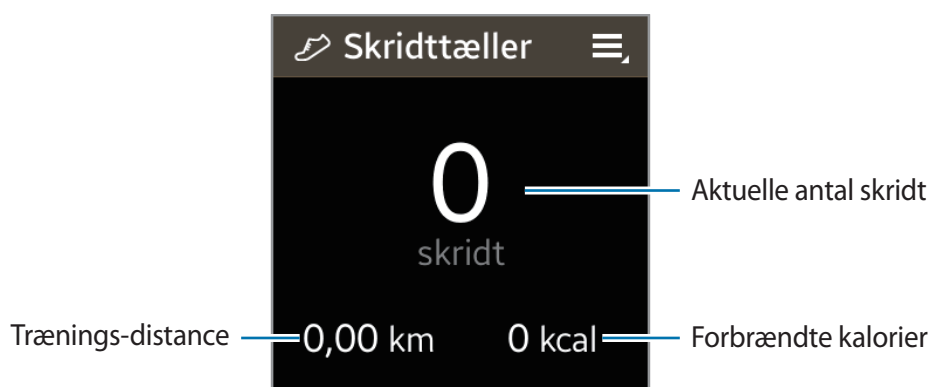 Skridttæller
0
Aktuelle antal skridt
skridt
Trænings-distance
0,00 km
0 kcal
Forbrændte kalorier